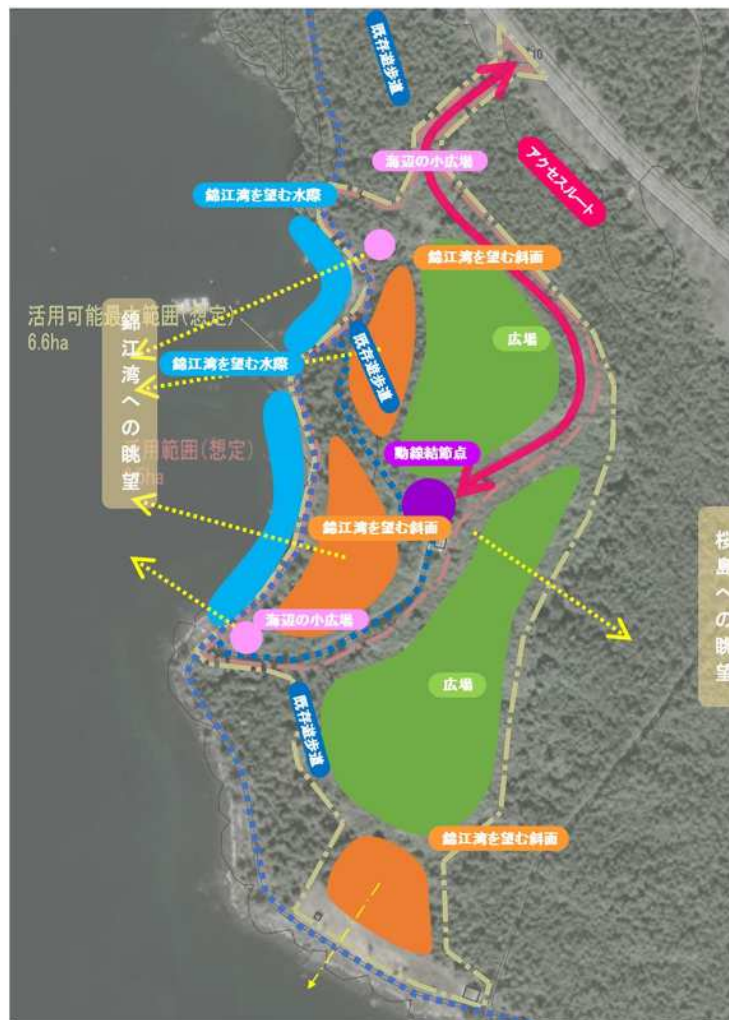 既存遊歩道
アクセスルート
海辺の小広場
錦江湾を望む水際
錦江湾を望む斜面
活用可能最大範囲(想定)
6.6ha
錦江湾への眺望
広場
錦江湾を望む水際
既存遊歩道
動線結節点
錦江湾を望む斜面
桜島への眺望
海辺の小広場
広場
既存遊歩道
錦江湾を望む斜面